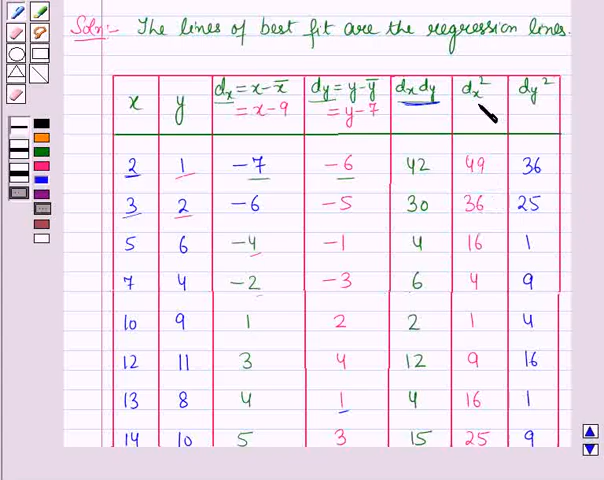 Soln:- The lines of best fit are the regression lines.
x y dx = x-x̅ = x-9 dy = y-y̅ = y-7 dx dy dx² dy²
2 1 -7 -6 42 49 36
3 2 -6 -5 30 36 25
5 6 -4 -1 4 16 1
7 4 -2 -3 6 4 9
10 9 1 2 2 1 4
12 11 3 4 12 9 16
13 8 4 1 4 16 1
14 10 5 3 15 25 9